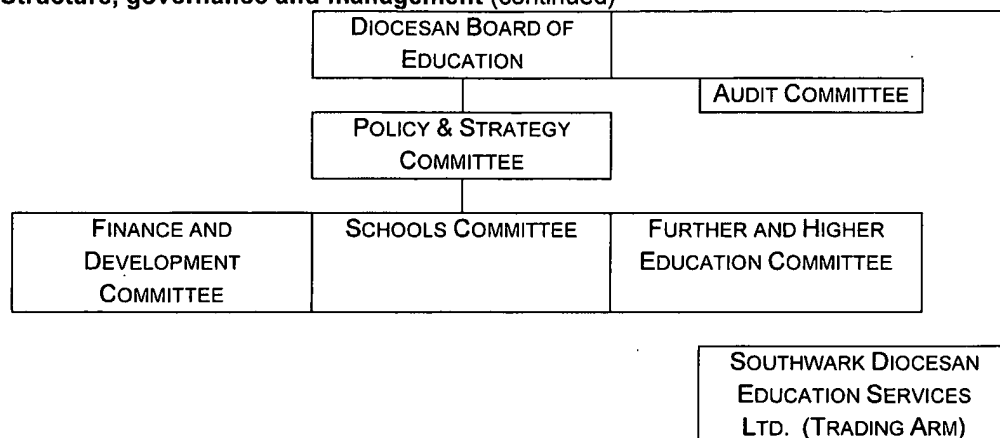 Structure, governance and management (continued)
DIOCESAN BOARD OF
EDUCATION
AUDIT COMMITTEE
POLICY & STRATEGY
COMMITTEE
FINANCE AND
DEVELOPMENT
COMMITTEE
SCHOOLS COMMITTEE
FURTHER AND HIGHER
EDUCATION COMMITTEE
SOUTHWARK DIOCESAN
EDUCATION SERVICES
LTD. (TRADING ARM)